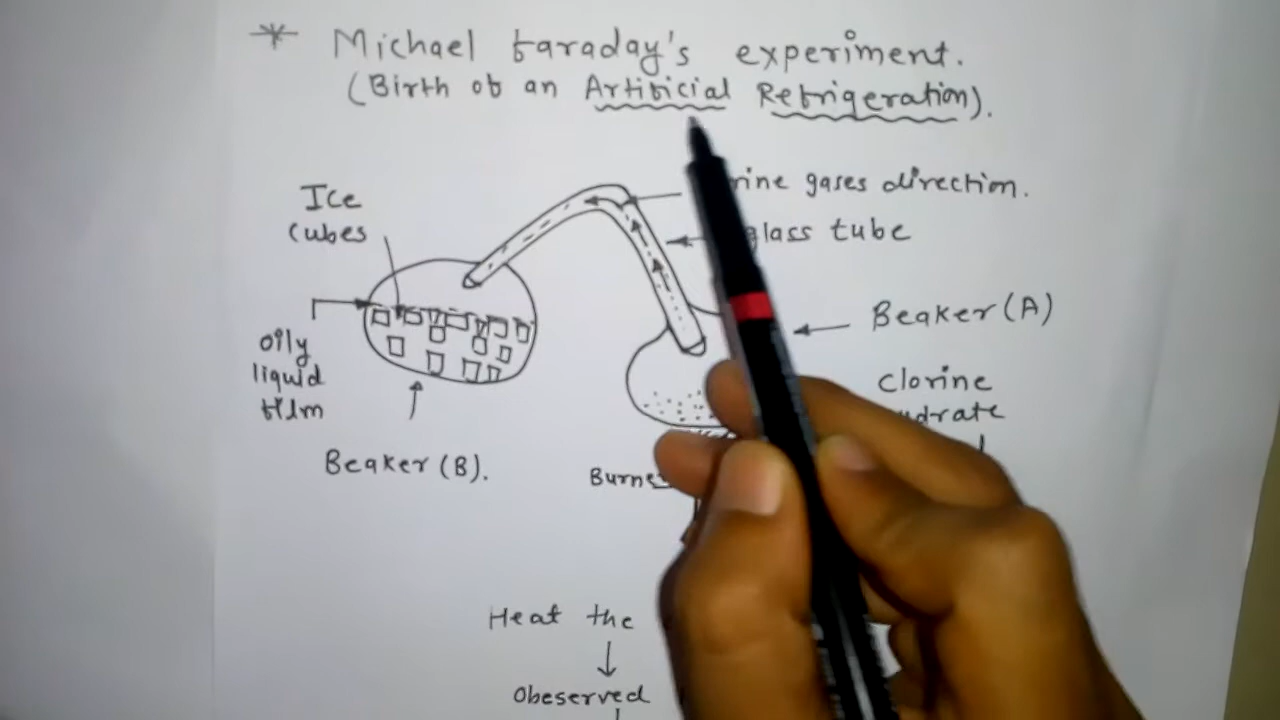 * Michael faraday's experiment.
(Birth of an Artificial Refrigeration).
Ice
cubes
gases direction.
glass tube
Beaker (A)
oily
liquid
film
Clorine
Beaker (B).
Heat the
↓
Obeserved